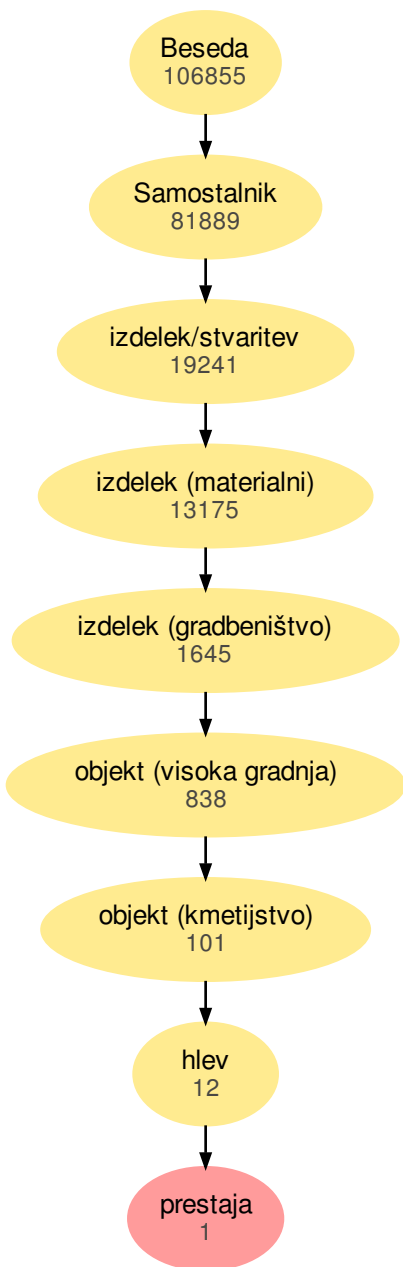 Beseda
106855
Samostalnik
81889
izdelek/stvaritev
19241
izdelek (materialni)
13175
izdelek (gradbeništvo)
1645
objekt (visoka gradnja)
838
objekt (kmetijstvo)
101
hlev
12
prestaja
1